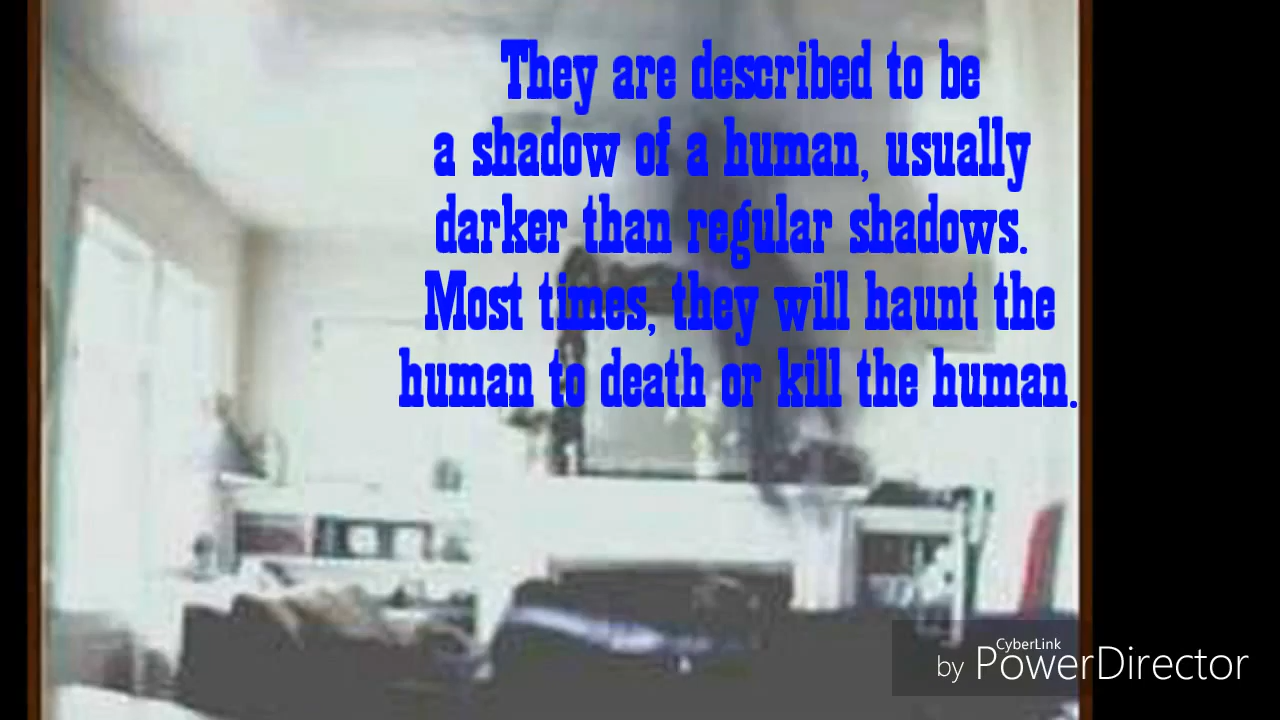 They are described to be
a shadow of a human, usually
darker than regular shadows.
Most times, they will haunt the
human to death or kill the human.
CyberLink
by PowerDirector